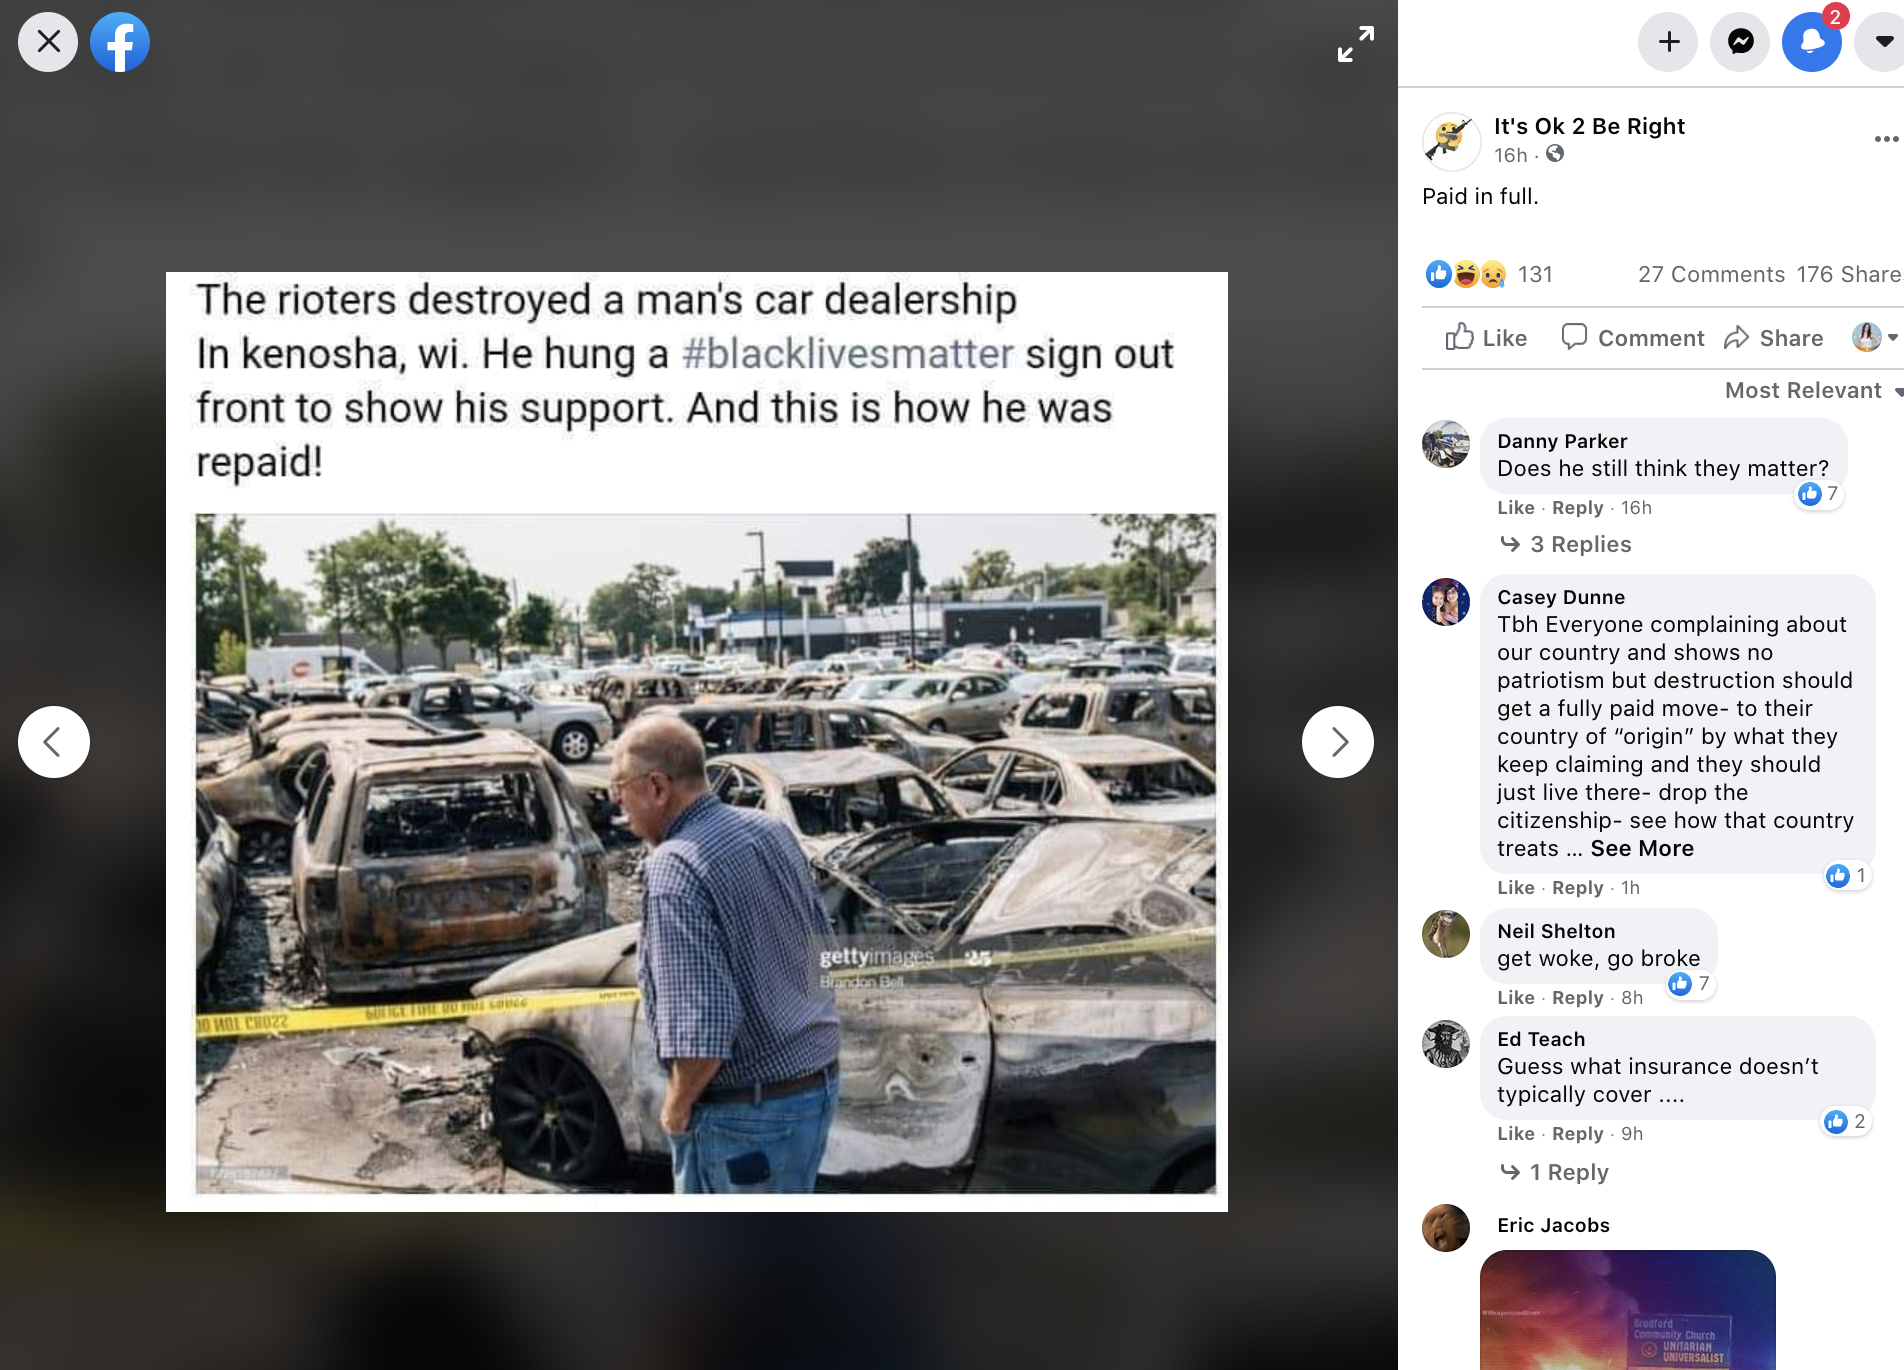 2
It's Ok 2 Be Right
16h ·
Paid in full.
131
27 Comments 176 Share
Like Comment Share
Most Relevant
The rioters destroyed a man's car dealership
In kenosha, wi. He hung a #blacklivesmatter sign out
front to show his support. And this is how he was
repaid!
gettyimages
Brandon Bell
Danny Parker
Does he still think they matter?
7
Like · Reply · 16h
3 Replies
Casey Dunne
Tbh Everyone complaining about
our country and shows no
patriotism but destruction should
get a fully paid move- to their
country of “origin” by what they
keep claiming and they should
just live there- drop the
citizenship- see how that country
treats ... See More
1
Like · Reply · 1h
Neil Shelton
get woke, go broke
7
Like · Reply · 8h
Ed Teach
Guess what insurance doesn’t
typically cover ....
2
Like · Reply · 9h
1 Reply
Eric Jacobs
Bradford
Community Church
UNITARIAN
UNIVERSALIST